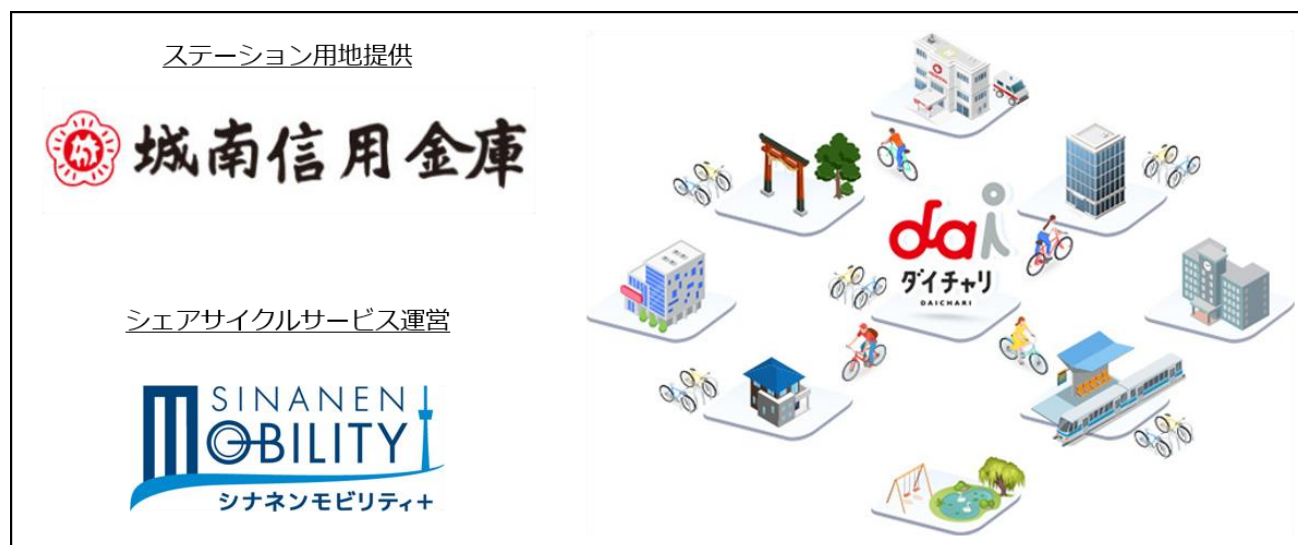 ステーション用地提供
城南信用金庫
シェアサイクルサービス運営
SINANEN
MOBILITY
シナネンモビリティ+
dai
ダイチャリ
DAICHARI